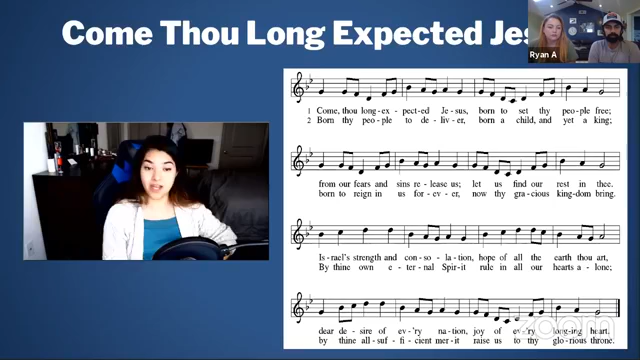 Come Thou Long Expected Jes
Ryan A
1 Come, thou long-ex - pect-ed Je-sus, born to set thy peo-ple free;
2 Born thy peo - ple to de - liv - er, born a child, and yet a king;
from our fears and sins re - lease us; let us find our rest in thee.
born to reign in us for - ev - er, now thy gra - cious king-dom bring.
Is - rael's strength and con - so - la - tion, hope of all the earth thou art,
By thine own e - ter - nal Spir - it rule in all our hearts a - lone;
dear de - sire of ev - 'ry na - tion, joy of ev - 'ry long-ing heart.
by thine all - suf - fi - cient mer - it raise us to thy glo - rious throne.
zoom